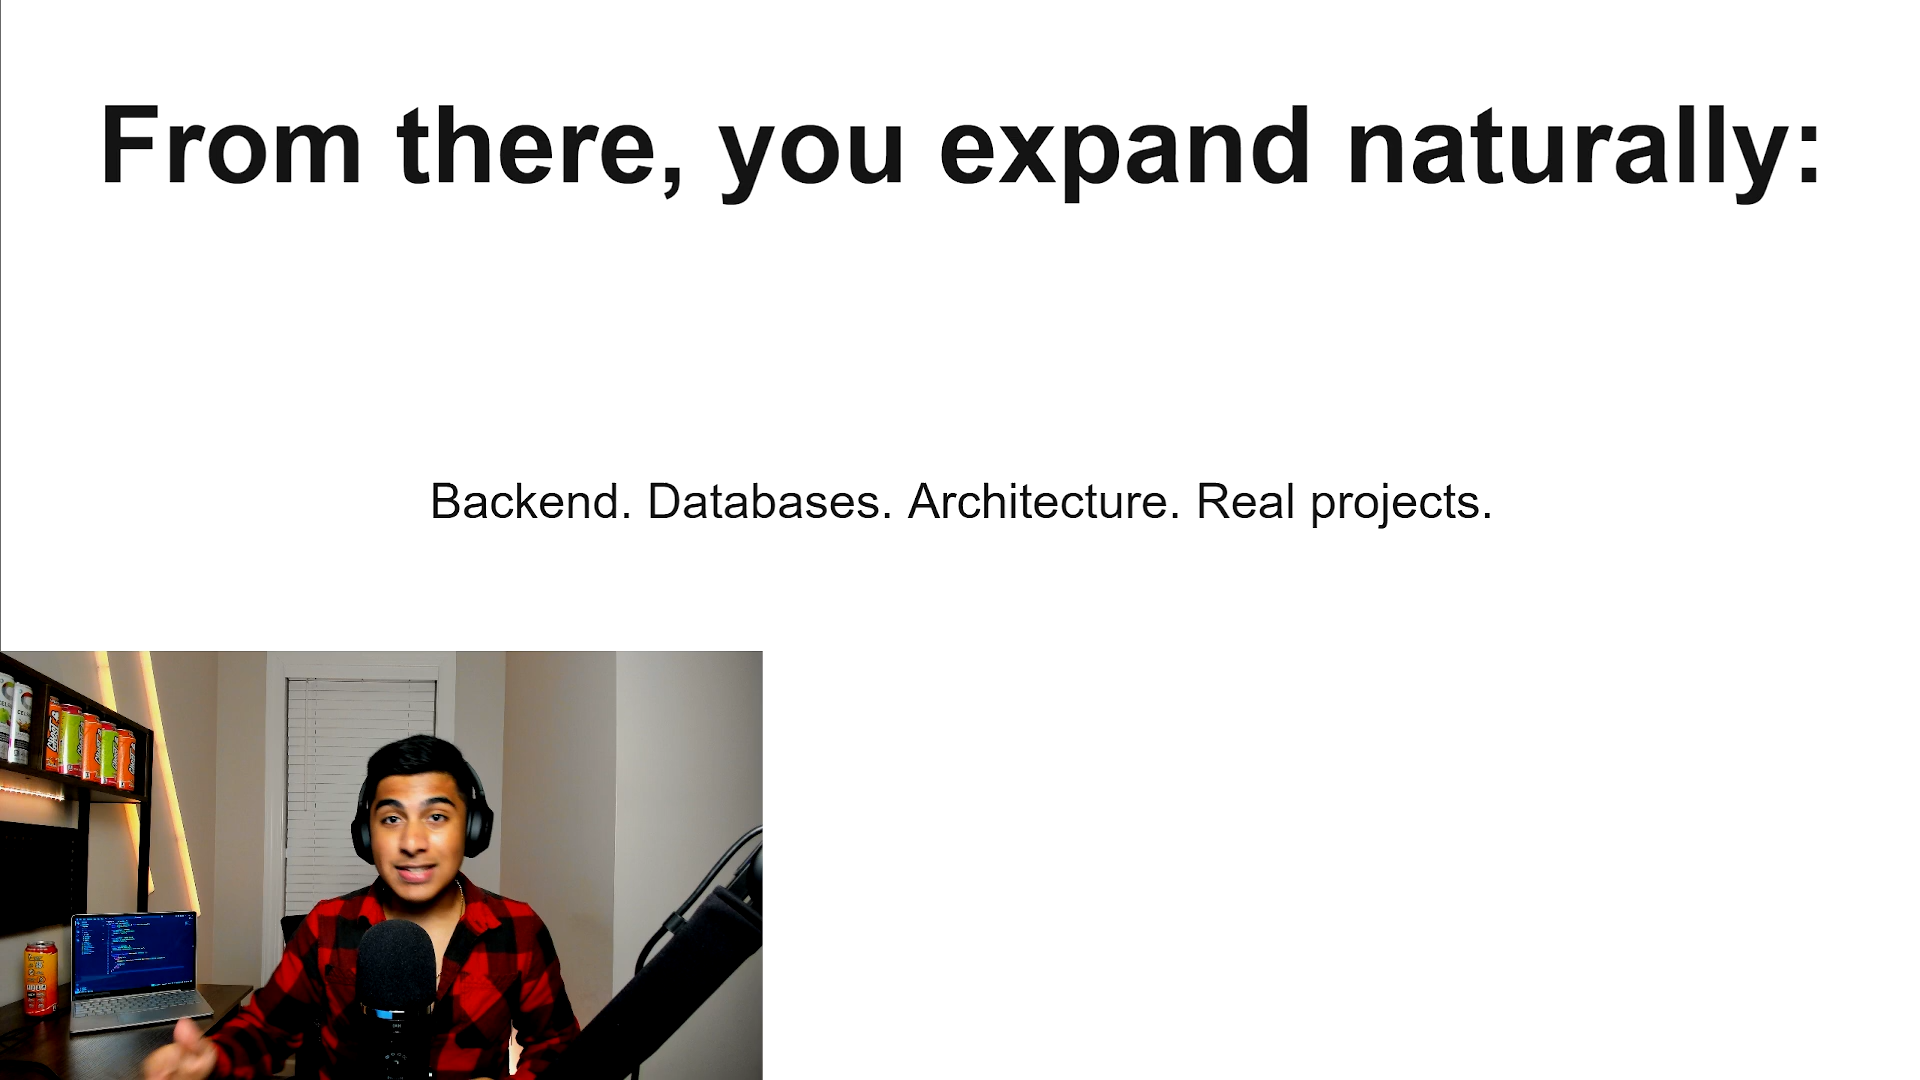 From there, you expand naturally:
Backend. Databases. Architecture. Real projects.